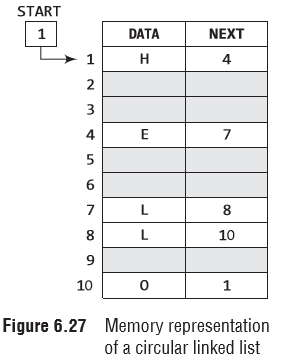 START
1
DATA NEXT
1 H 4
2
3
4 E 7
5
6
7 L 8
8 L 10
9
10 O 1
Figure 6.27 Memory representation
of a circular linked list